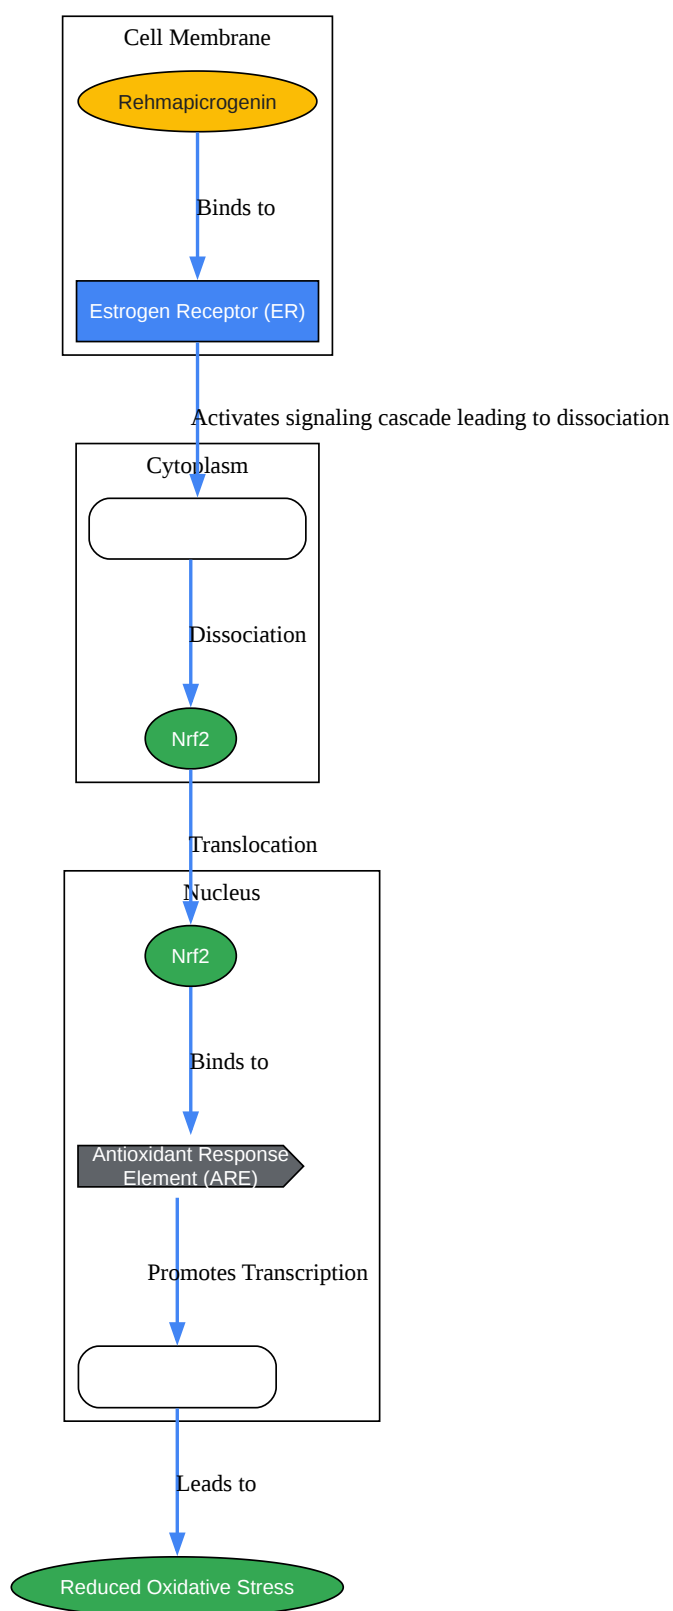 Cell Membrane
Rehmapicrogenin
Binds to
Estrogen Receptor (ER)
Activates signaling cascade leading to dissociation
Cytoplasm
Dissociation
Nrf2
Translocation
Nucleus
Nrf2
Binds to
Antioxidant Response
Element (ARE)
Promotes Transcription
Leads to
Reduced Oxidative Stress